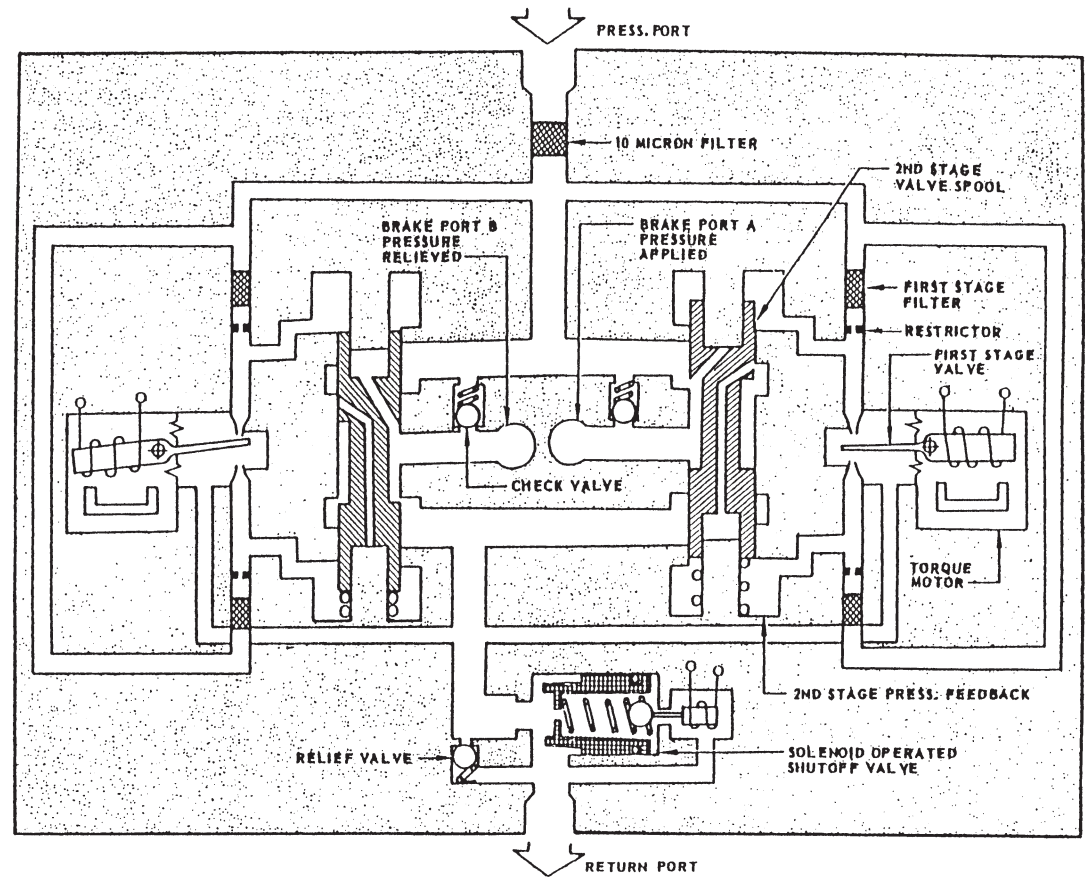 PRESS. PORT
10 MICRON FILTER
2ND STAGE
VALVE SPOOL
BRAKE PORT B
PRESSURE
RELIEVED
BRAKE PORT A
PRESSURE
APPLIED
FIRST STAGE
FILTER
RESTRICTOR
FIRST STAGE
VALVE
CHECK VALVE
TORQUE
MOTOR
2ND STAGE PRESS. FEEDBACK
RELIEF VALVE
SOLENOID OPERATED
SHUTOFF VALVE
RETURN PORT